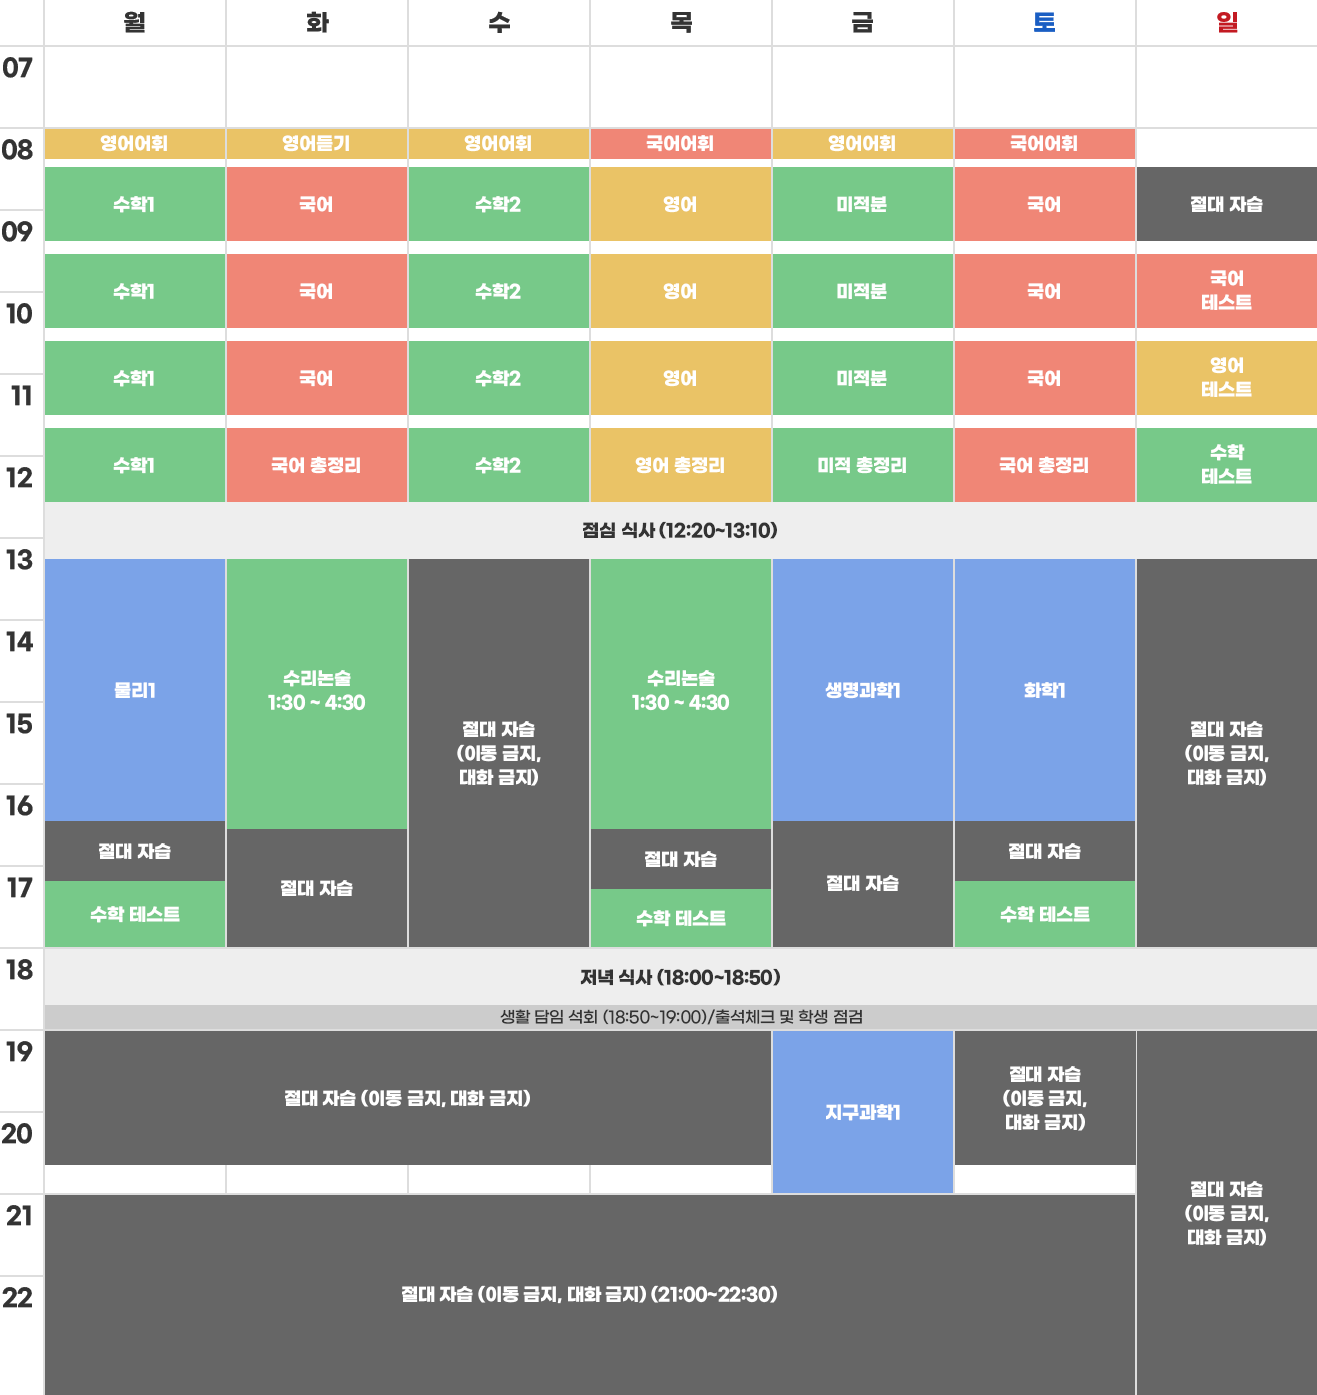 월 화 수 목 금 토 일
07
08
영어어휘 영어듣기 영어어휘 국어어휘 영어어휘 국어어휘
수학1 국어 수학2 영어 미적분 국어 절대 자습
09
수학1 국어 수학2 영어 미적분 국어 국어
테스트
10
수학1 국어 수학2 영어 미적분 국어 영어
테스트
11
수학1 국어 총정리 수학2 영어 총정리 미적 총정리 국어 총정리 수학
테스트
12
점심 식사 (12:20~13:10)
13
14
물리1
수리논술
1:30 ~ 4:30
절대 자습
(이동 금지,
대화 금지)
수리논술
1:30 ~ 4:30
생명과학1
화학1
절대 자습
(이동 금지,
대화 금지)
15
16
절대 자습
절대 자습
절대 자습
절대 자습
절대 자습
17
수학 테스트
수학 테스트
수학 테스트
18
저녁 식사 (18:00~18:50)
생활 담임 석회 (18:50~19:00)/출석체크 및 학생 점검
19
절대 자습 (이동 금지, 대화 금지)
지구과학1
절대 자습
(이동 금지,
대화 금지)
20
절대 자습
(이동 금지,
대화 금지)
21
절대 자습 (이동 금지, 대화 금지) (21:00~22:30)
22